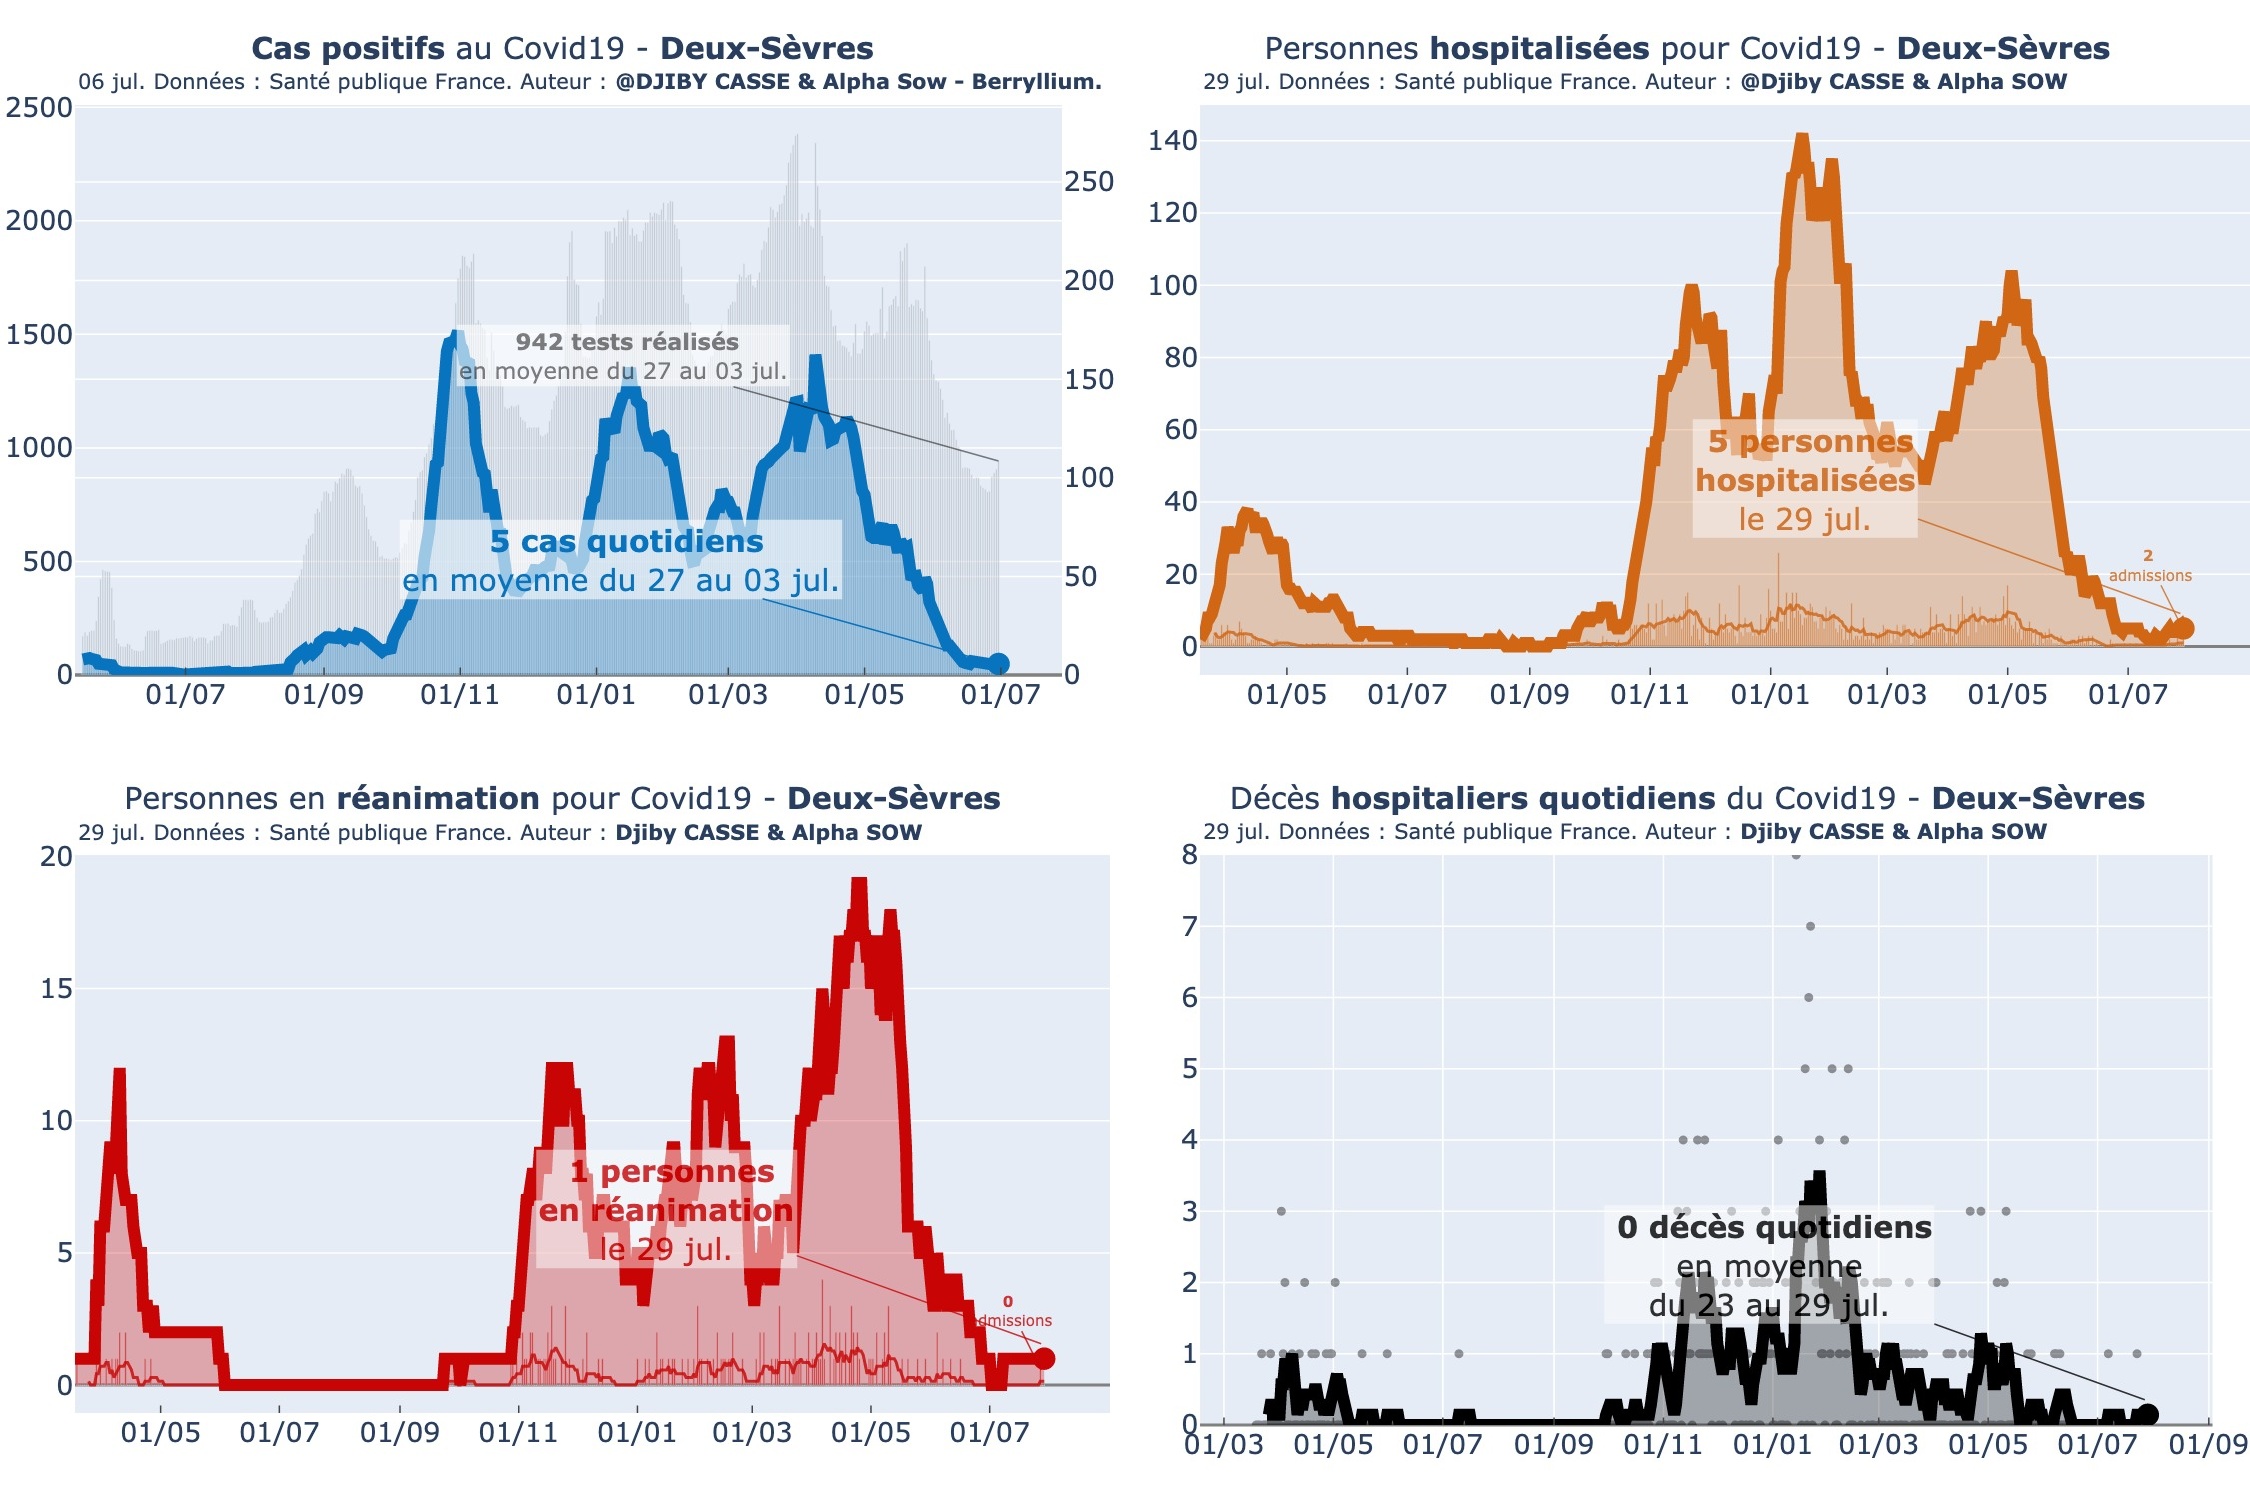 Cas positifs au Covid19 - Deux-Sèvres
06 jul. Données : Santé publique France. Auteur : @DJIBY CASSE & Alpha Sow - Berryllium.
2500
2000
1500
1000
500
0
250
200
150
100
50
0
942 tests réalisés
en moyenne du 27 au 03 jul.
5 cas quotidiens
en moyenne du 27 au 03 jul.
01/07 01/09 01/11 01/01 01/03 01/05 01/07
Personnes hospitalisées pour Covid19 - Deux-Sèvres
29 jul. Données : Santé publique France. Auteur : @Djiby CASSE & Alpha SOW
140
120
100
80
60
40
20
0
5 personnes
hospitalisées
le 29 jul.
2
admissions
01/05 01/07 01/09 01/11 01/01 01/03 01/05 01/07
Personnes en réanimation pour Covid19 - Deux-Sèvres
29 jul. Données : Santé publique France. Auteur : Djiby CASSE & Alpha SOW
20
15
10
5
0
1 personnes
en réanimation
le 29 jul.
0
admissions
01/05 01/07 01/09 01/11 01/01 01/03 01/05 01/07
Décès hospitaliers quotidiens du Covid19 - Deux-Sèvres
29 jul. Données : Santé publique France. Auteur : Djiby CASSE & Alpha SOW
8
7
6
5
4
3
2
1
0
0 décès quotidiens
en moyenne
du 23 au 29 jul.
01/03 01/05 01/07 01/09 01/11 01/01 01/03 01/05 01/07 01/09